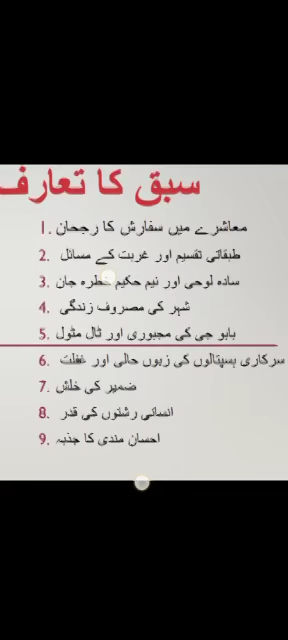 سبق کا تعارف
1. معاشرے میں سفارش کا رجحان
2. طبقاتی تقسیم اور غربت کے مسائل
3. سادہ لوحی اور نیم حکیم خطرہ جان
4. شہر کی مصروف زندگی
5. بابو جی کی مجبوری اور ٹال مٹول
6. سرکاری ہسپتالوں کی زبوں حالی اور غفلت
7. ضمیر کی خلش
8. انسانی رشتوں کی قدر
9. احسان مندی کا جذبہ